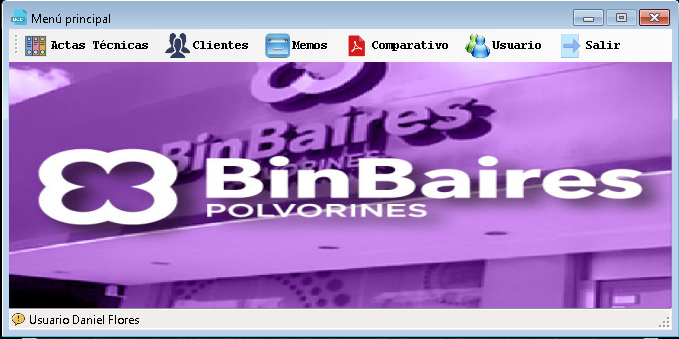 Menú principal
Actas Técnicas Clientes Memos Comparativo Usuario Salir
BinBaires
POLVORINES
BinBaires
POLVORINES
Usuario Daniel Flores